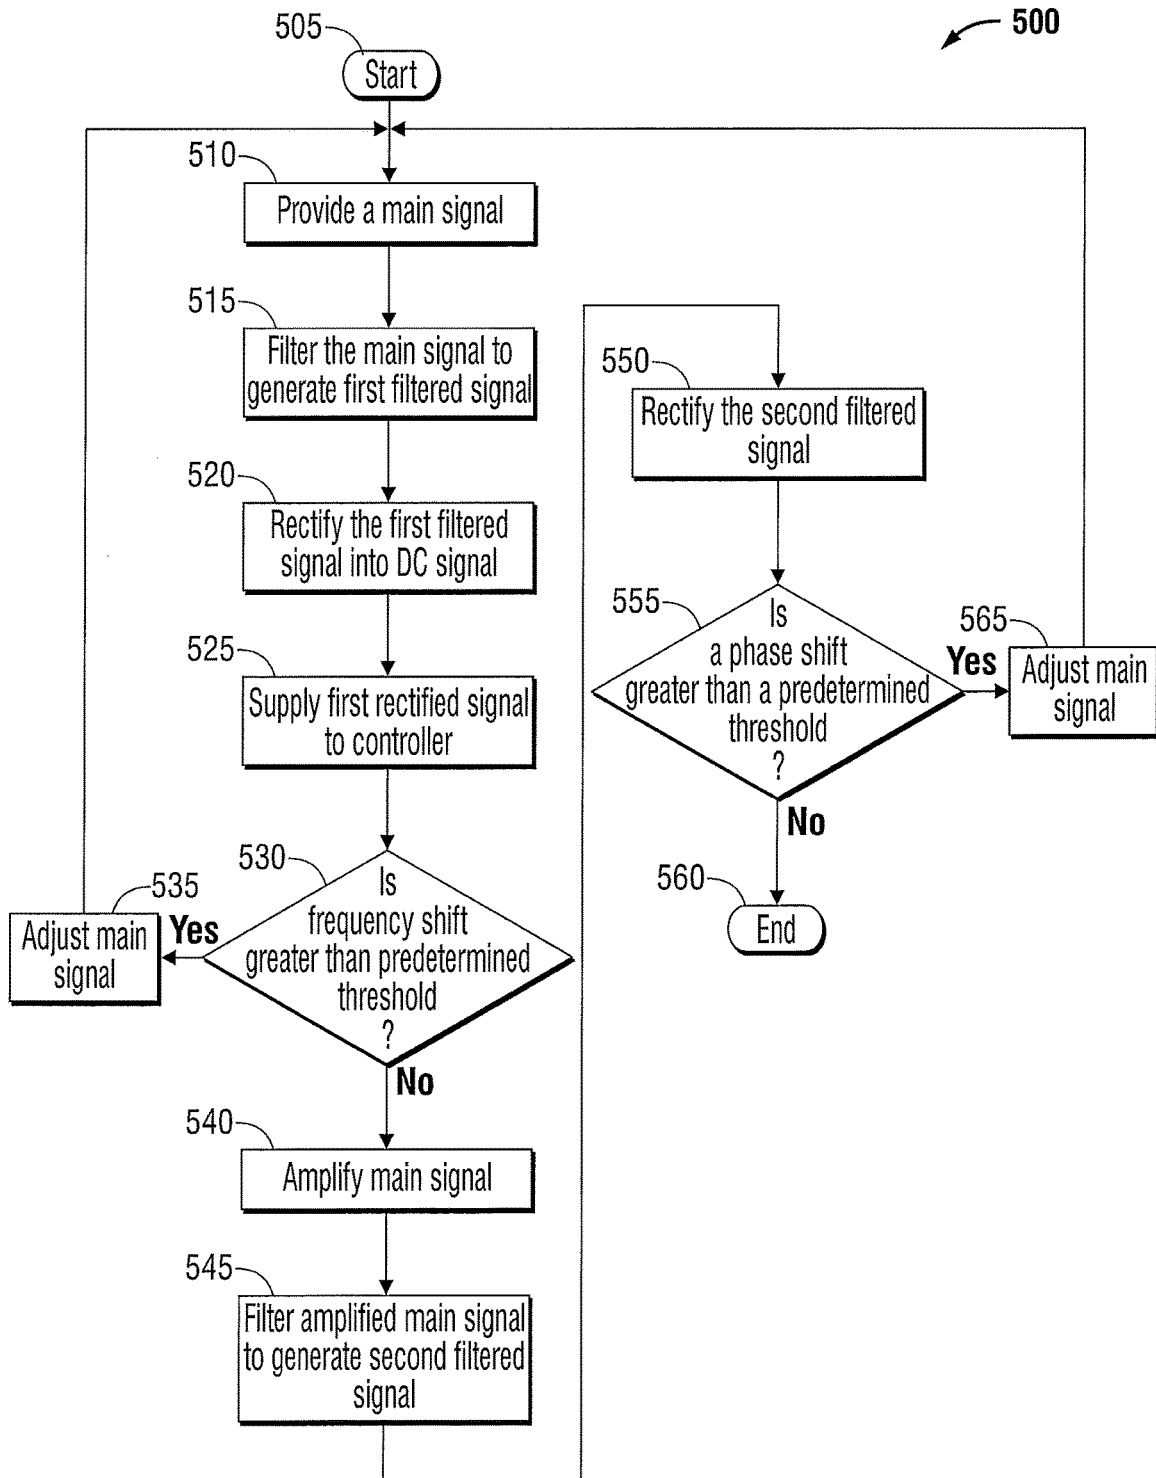 500
505
Start
510
Provide a main signal
515
Filter the main signal to
generate first filtered signal
520
Rectify the first filtered
signal into DC signal
525
Supply first rectified signal
to controller
530
Is
frequency shift
greater than predetermined
threshold
?
Yes
535
Adjust main
signal
No
540
Amplify main signal
545
Filter amplified main signal
to generate second filtered
signal
550
Rectify the second filtered
signal
555
Is
a phase shift
greater than a predetermined
threshold
?
Yes
565
Adjust main
signal
No
560
End